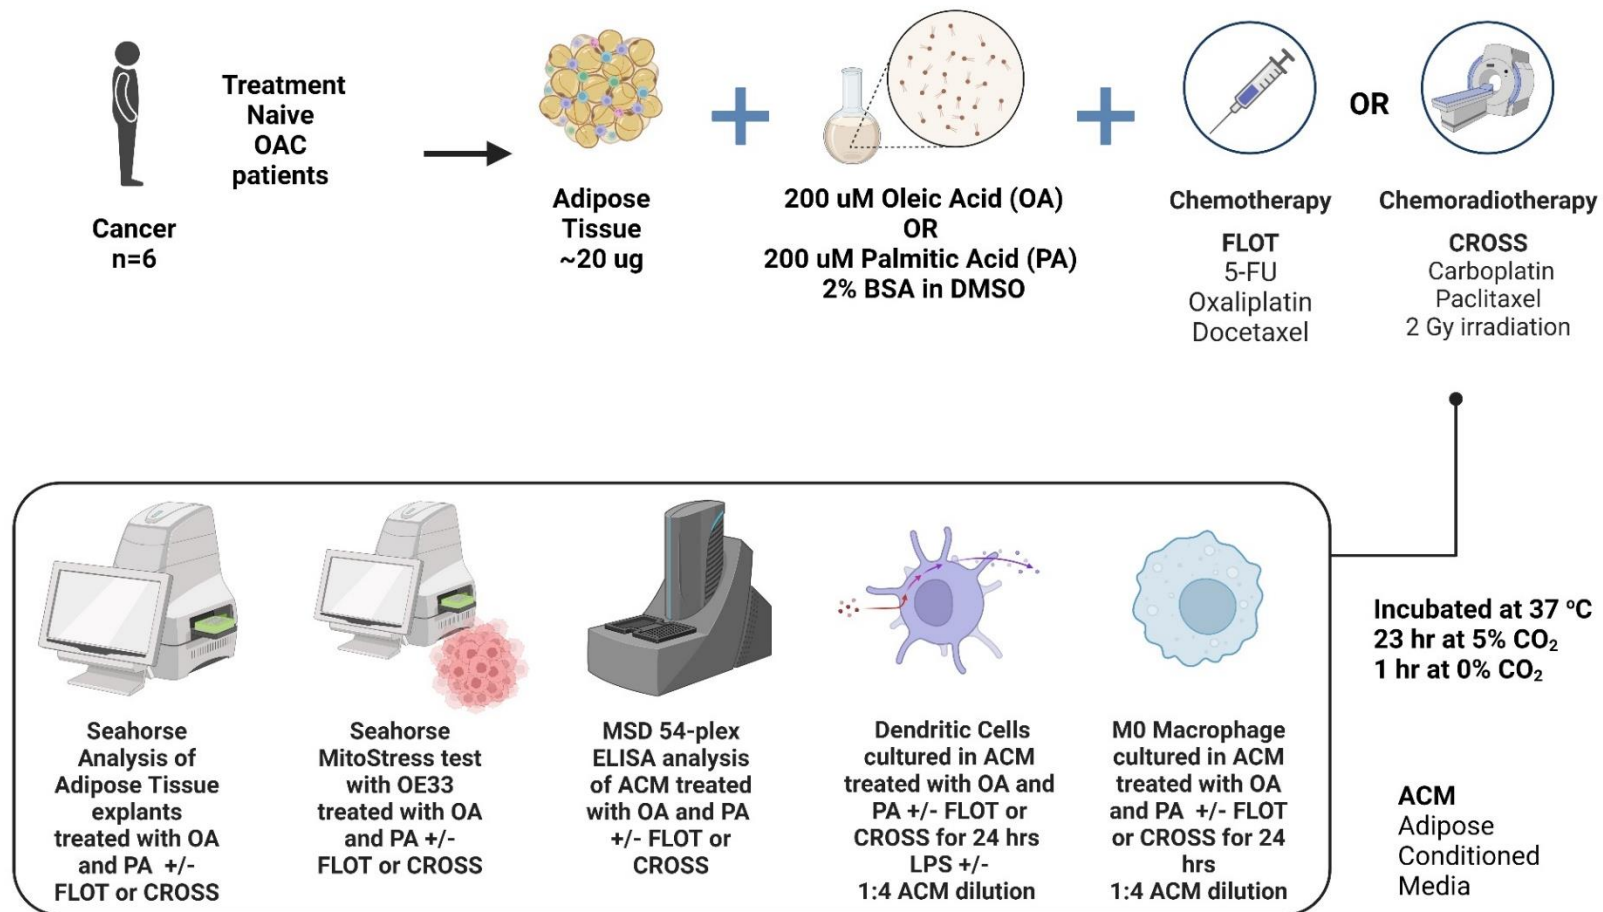 Treatment
Naive
OAC
patients
Cancer
n=6
Adipose
Tissue
~20 ug
200 uM Oleic Acid (OA)
OR
200 uM Palmitic Acid (PA)
2% BSA in DMSO
Chemotherapy
FLOT
5-FU
Oxaliplatin
Docetaxel
OR
Chemoradiotherapy
CROSS
Carboplatin
Paclitaxel
2 Gy irradiation
Seahorse
Analysis of
Adipose Tissue
explants
treated with OA
and PA +/-
FLOT or CROSS
Seahorse
MitoStress test
with OE33
treated with OA
and PA +/-
FLOT or CROSS
MSD 54-plex
ELISA analysis
of ACM treated
with OA and PA
+/- FLOT or
CROSS
Dendritic Cells
cultured in ACM
treated with OA and
PA +/- FLOT or
CROSS for 24 hrs
LPS +/-
1:4 ACM dilution
M0 Macrophage
cultured in ACM
treated with OA
and PA +/- FLOT
or CROSS for 24
hrs
1:4 ACM dilution
Incubated at 37 ºC
23 hr at 5% CO₂
1 hr at 0% CO₂
ACM
Adipose
Conditioned
Media